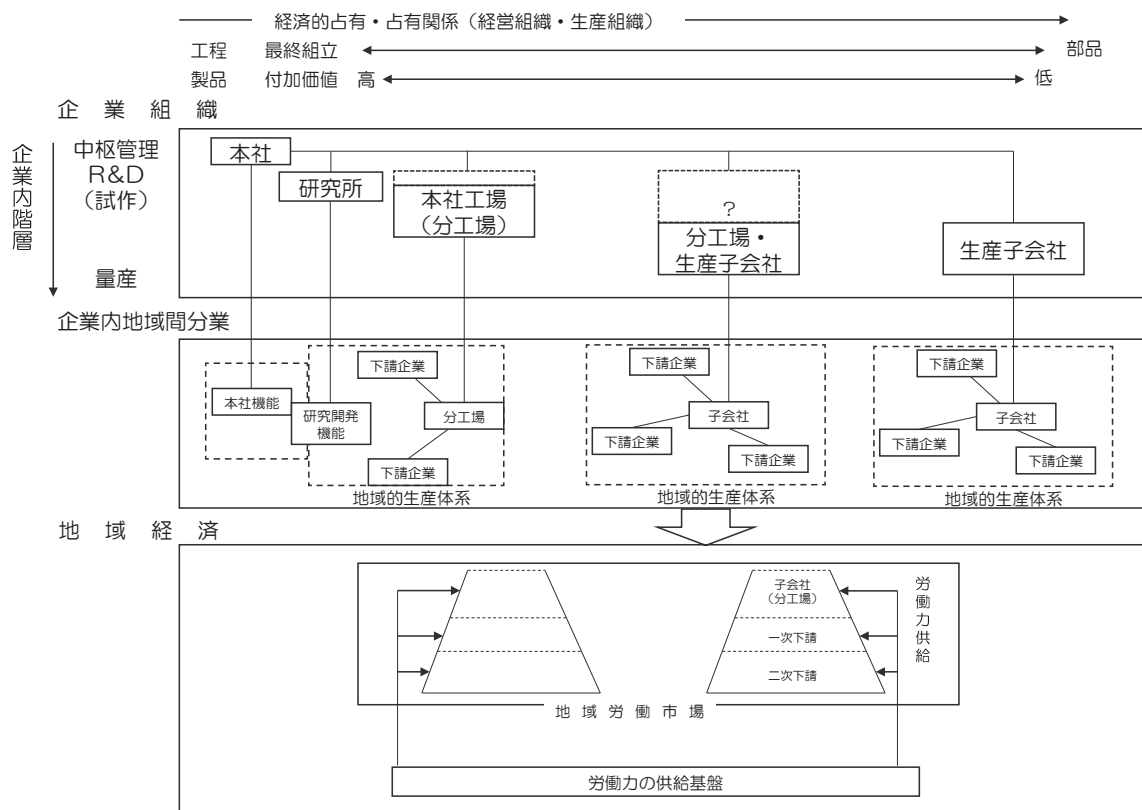 経済的占有・占有関係（経営組織・生産組織）
工程　最終組立　部品
製品　付加価値　高　低
企業組織
企業内階層
中枢管理
R&D
（試作）
量産
本社
研究所
本社工場
（分工場）
？
分工場・
生産子会社
生産子会社
企業内地域間分業
本社機能
研究開発
機能
下請企業
分工場
下請企業
地域的生産体系
下請企業
子会社
下請企業
下請企業
地域的生産体系
下請企業
子会社
下請企業
下請企業
地域的生産体系
地域経済
子会社
（分工場）
一次下請
二次下請
労働力供給
地域労働市場
労働力の供給基盤